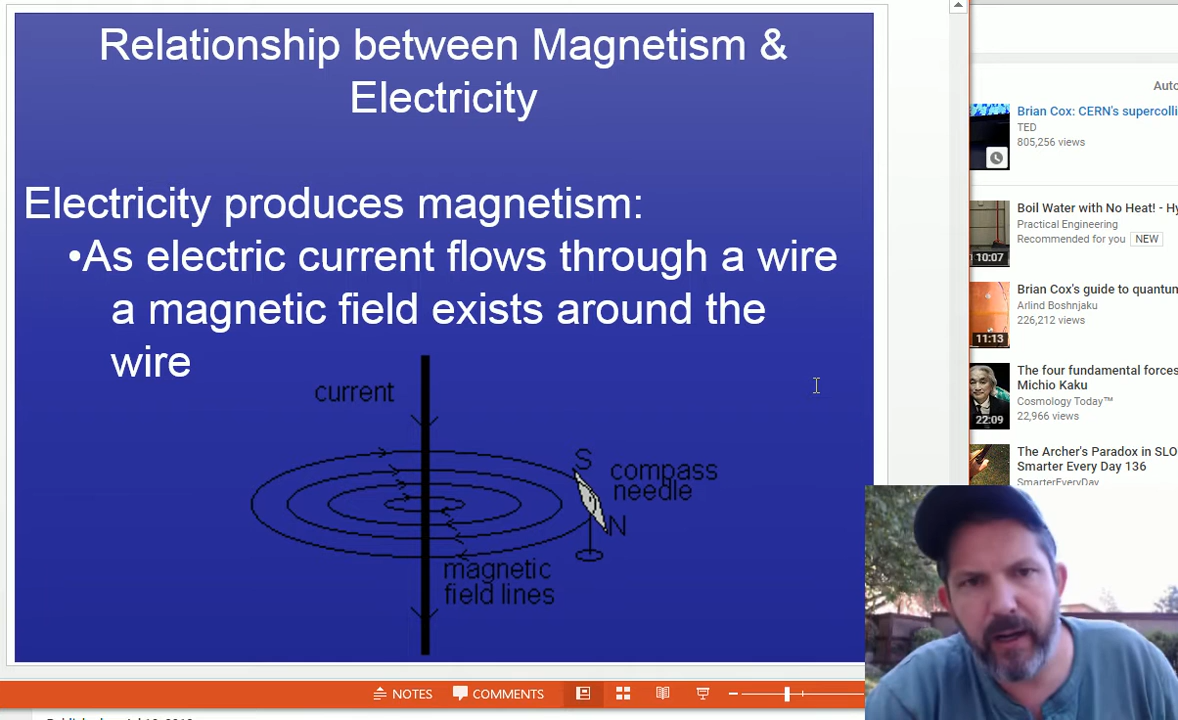 Relationship between Magnetism &
Electricity
Electricity produces magnetism:
•As electric current flows through a wire
a magnetic field exists around the
wire
current
S
compass
needle
N
magnetic
field lines
NOTES
COMMENTS
Auto
Brian Cox: CERN's supercolli
TED
805,256 views
Boil Water with No Heat! - Hy
Practical Engineering
Recommended for you NEW
10:07
Brian Cox's guide to quantum
Arlind Boshnjaku
226,212 views
11:13
The four fundamental forces
Michio Kaku
Cosmology Today™
22,966 views
22:09
The Archer's Paradox in SLO
Smarter Every Day 136
SmarterEveryDay